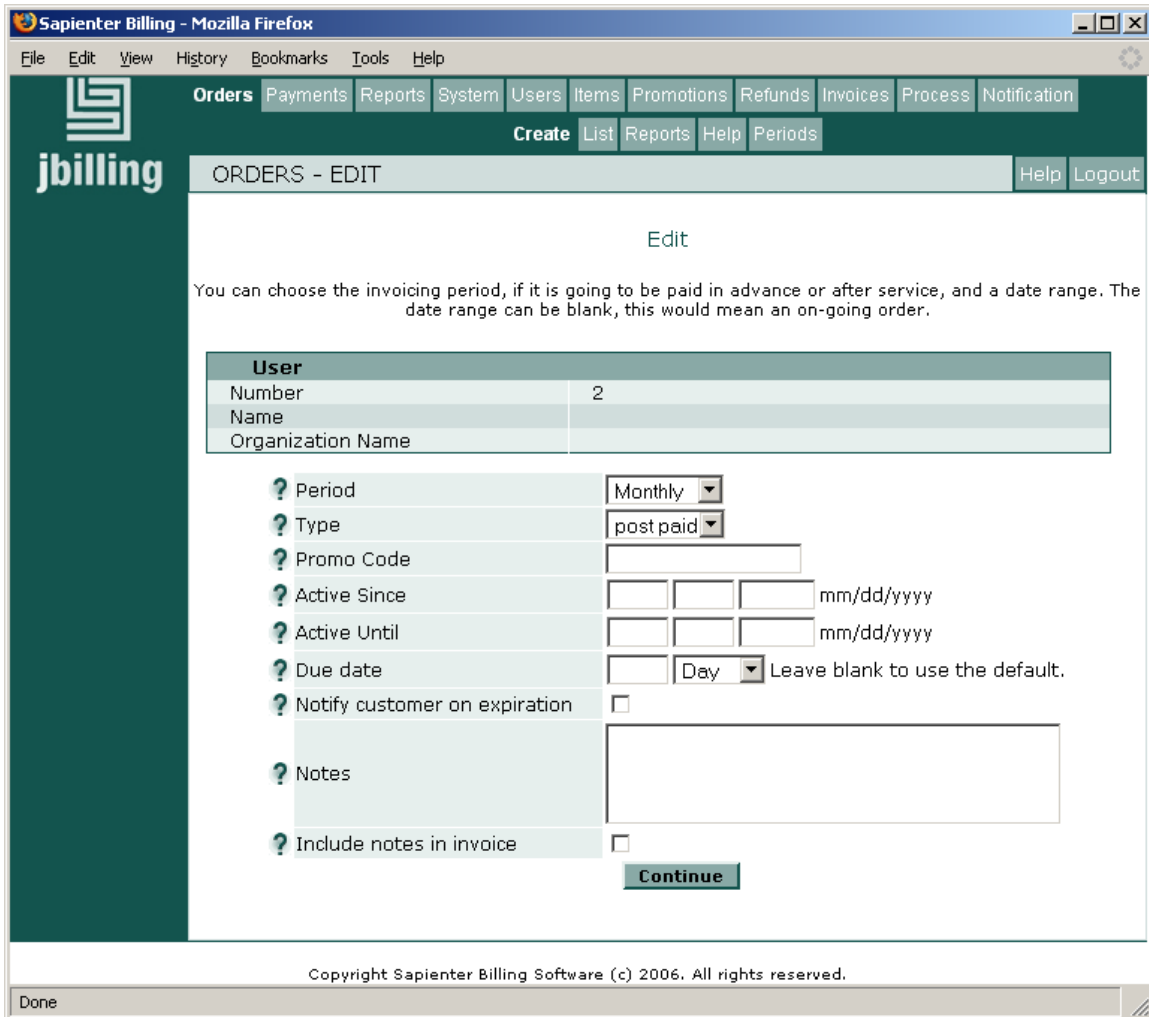 Sapienter Billing - Mozilla Firefox
File Edit View History Bookmarks Tools Help
Orders Payments Reports System Users Items Promotions Refunds Invoices Process Notification
Create List Reports Help Periods
jbilling
ORDERS - EDIT Help Logout
Edit
You can choose the invoicing period, if it is going to be paid in advance or after service, and a date range. The
date range can be blank, this would mean an on-going order.
User
Number 2
Name
Organization Name
? Period Monthly
? Type post paid
? Promo Code
? Active Since mm/dd/yyyy
? Active Until mm/dd/yyyy
? Due date Day Leave blank to use the default.
? Notify customer on expiration
? Notes
? Include notes in invoice
Continue
Copyright Sapienter Billing Software (c) 2006. All rights reserved.
Done